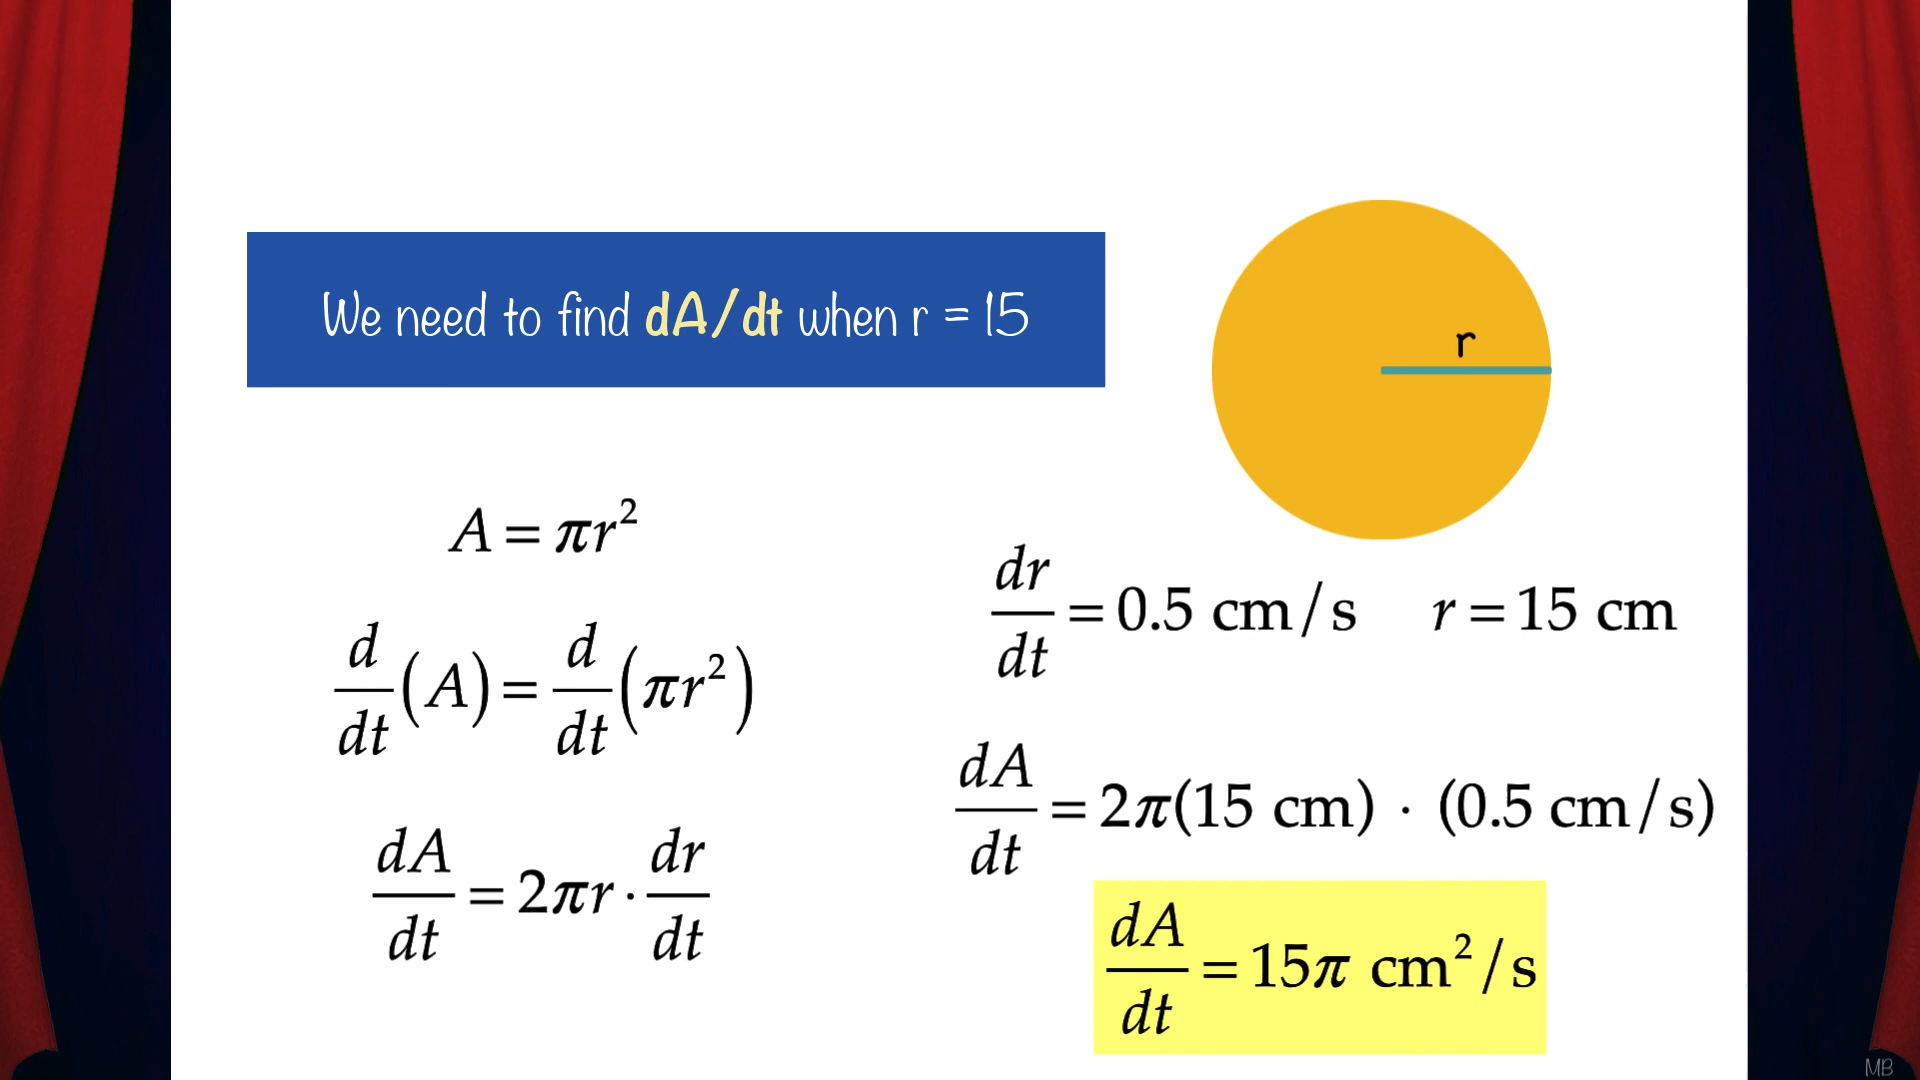 We need to find dA/dt when r = 15
r
A = πr²
d/dt (A) = d/dt (πr²)
dA/dt = 2πr · dr/dt
dr/dt = 0.5 cm/s r = 15 cm
dA/dt = 2π(15 cm) · (0.5 cm/s)
dA/dt = 15π cm²/s
MB